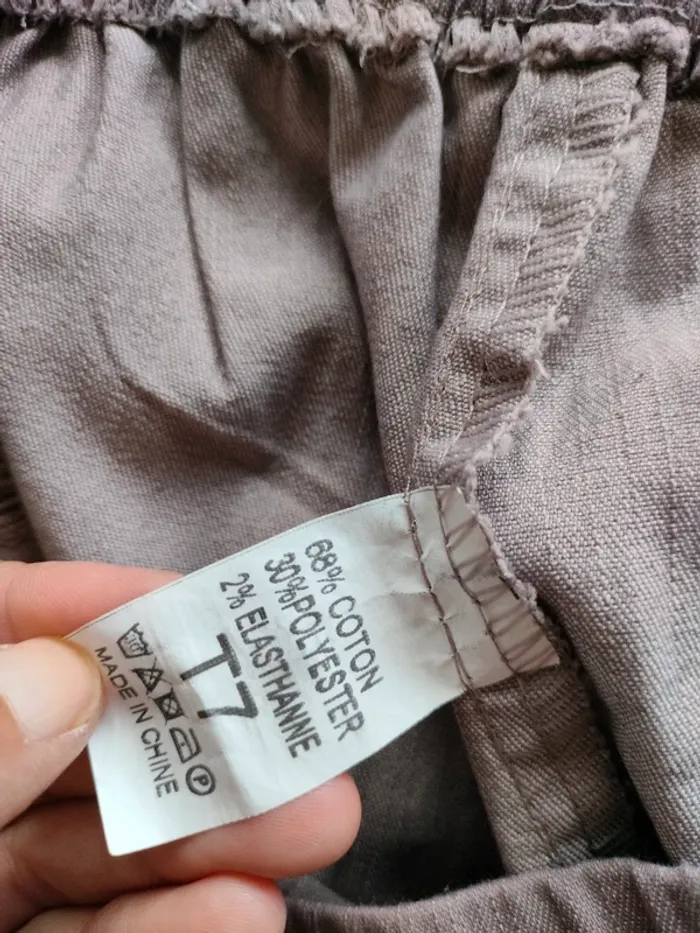 68% COTON
30%POLYESTER
2% ELASTHANNE
T7
P
MADE IN CHINE